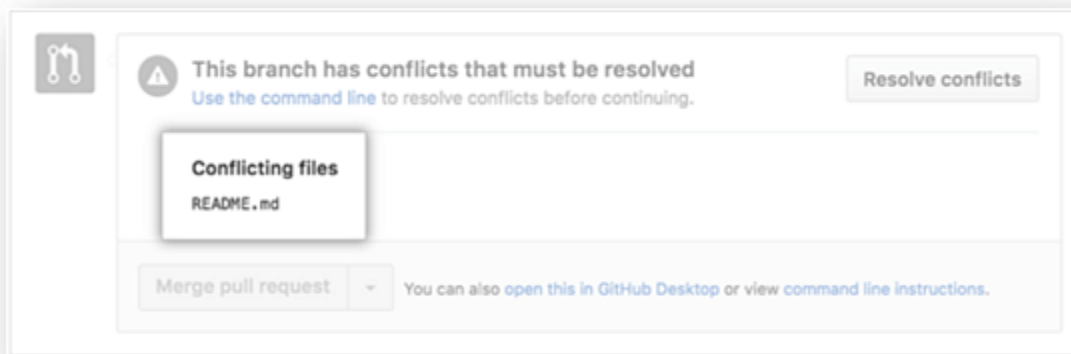 This branch has conflicts that must be resolved
Use the command line to resolve conflicts before continuing.
Resolve conflicts
Conflicting files
README.md
Merge pull request
You can also open this in GitHub Desktop or view command line instructions.